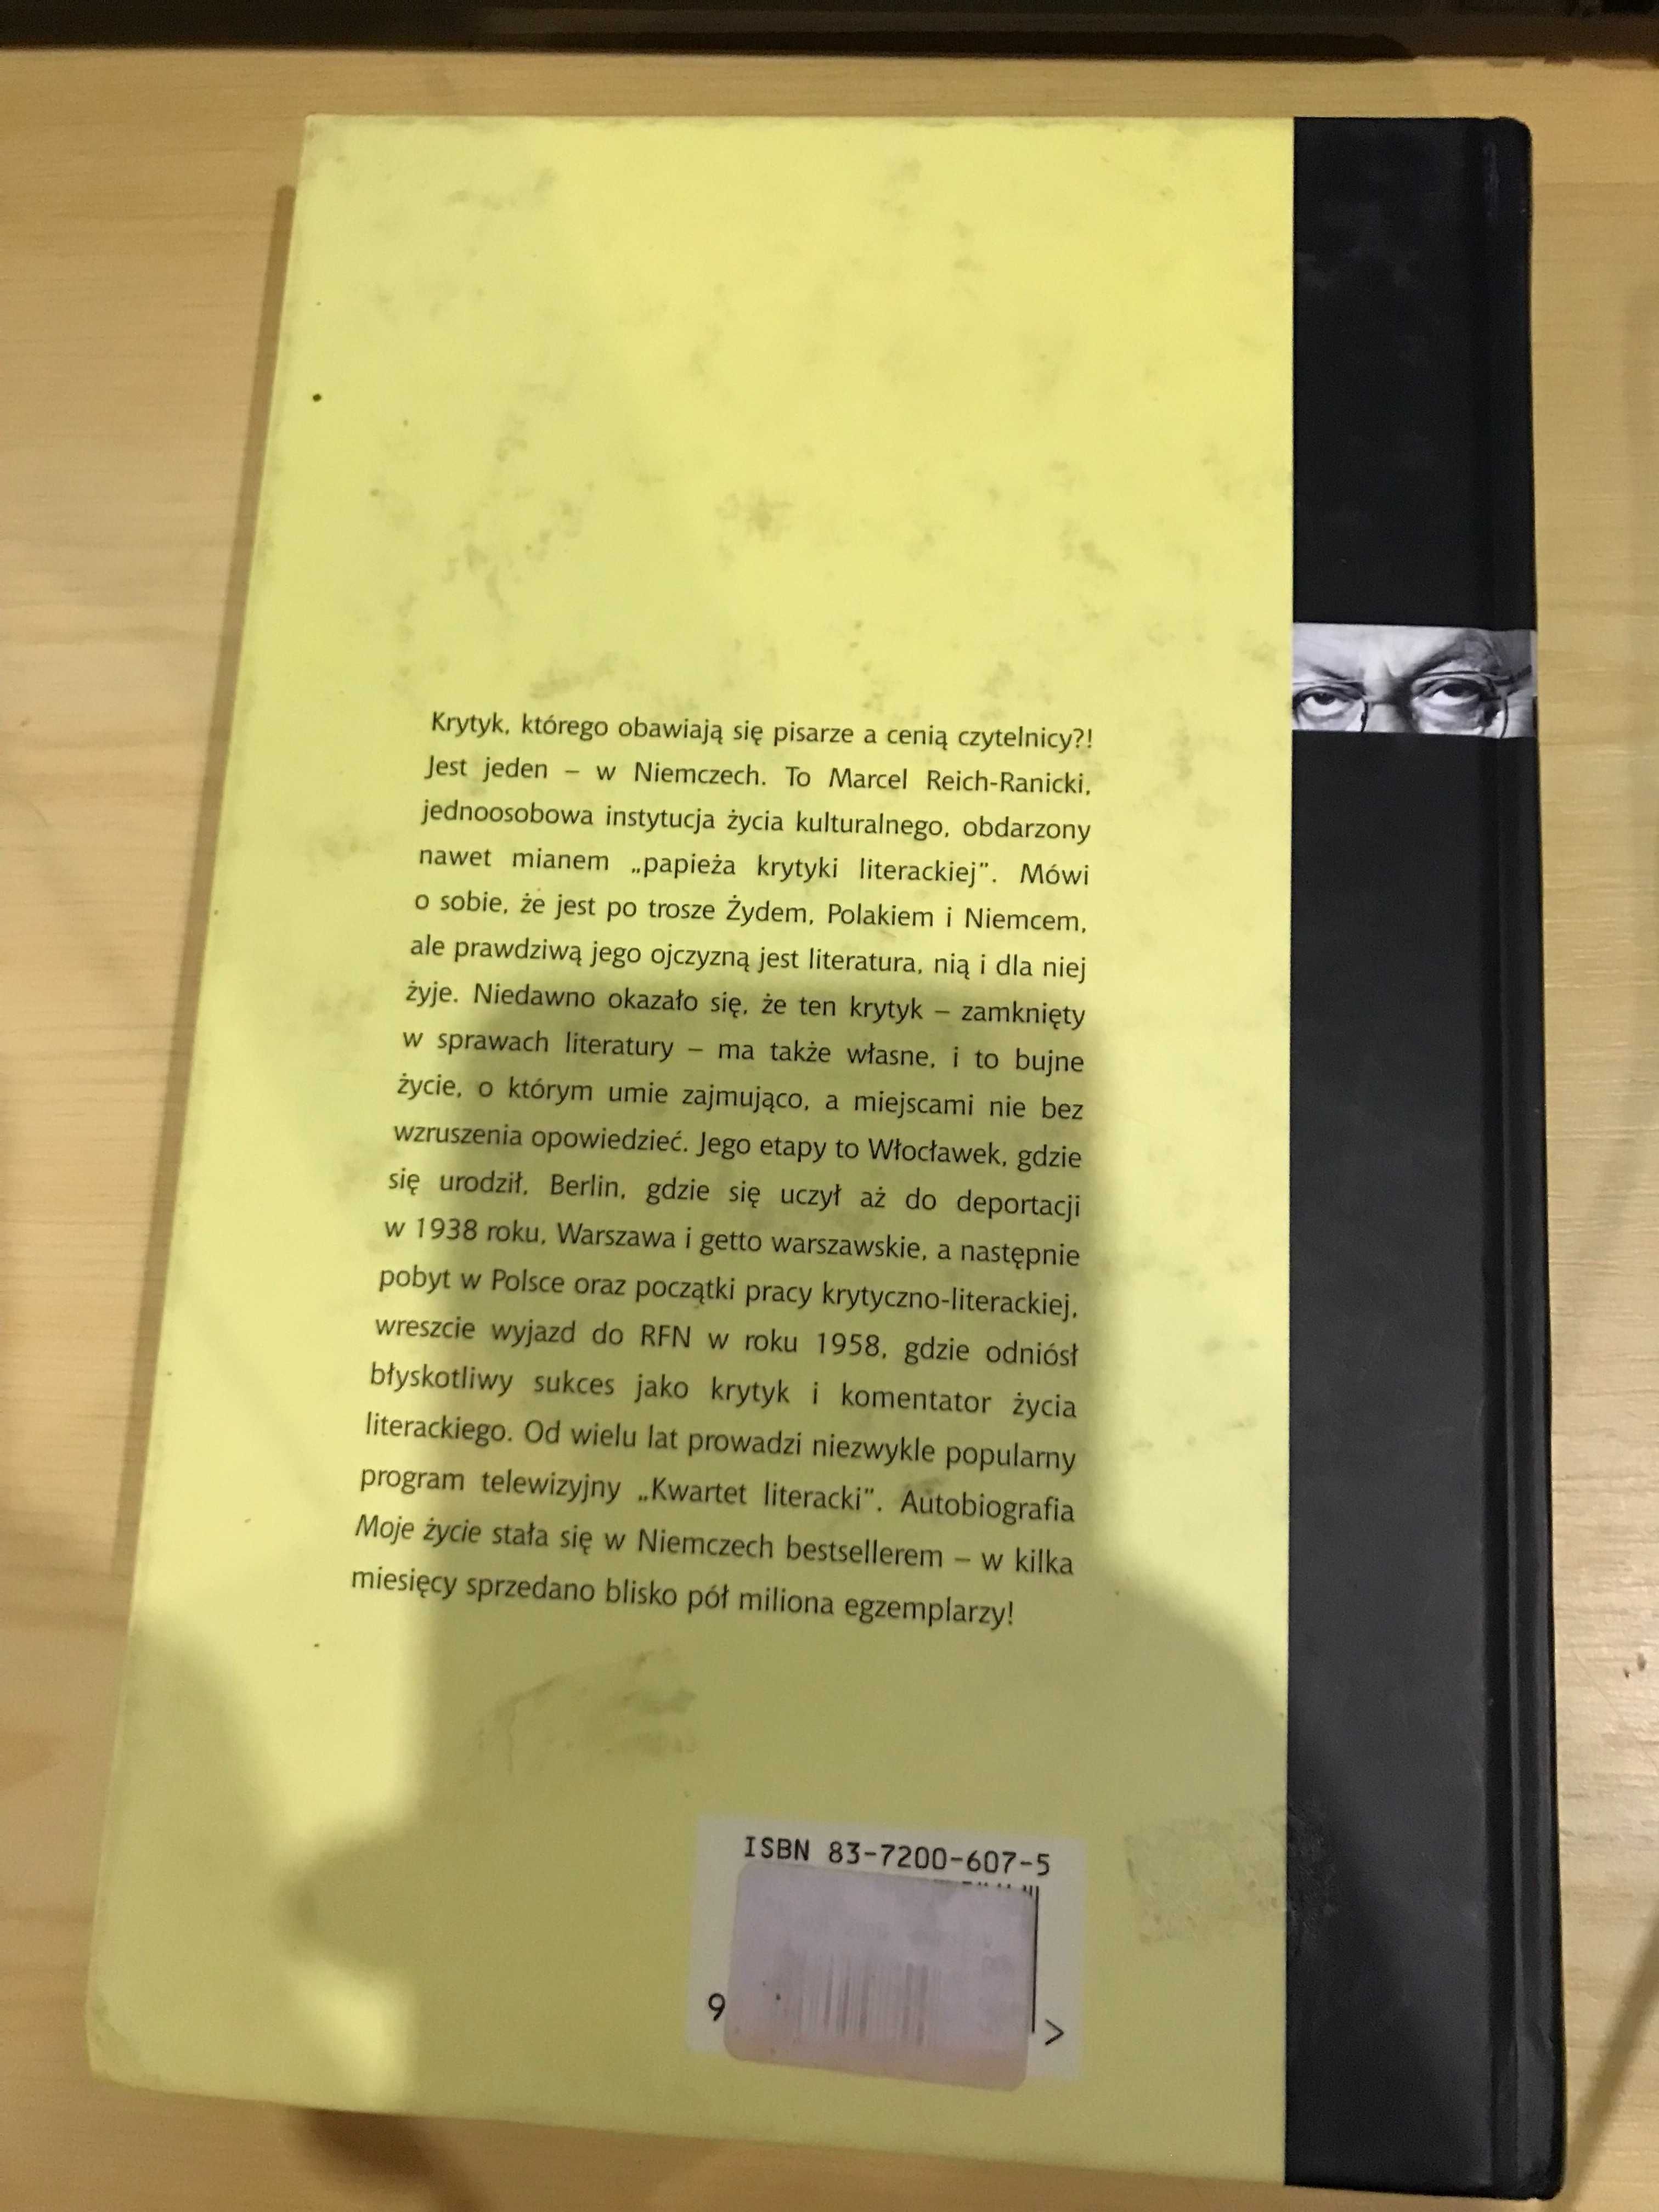 Krytyk, którego obawiają się pisarze a cenią czytelnicy?!
Jest jeden – w Niemczech. To Marcel Reich-Ranicki,
jednoosobowa instytucja życia kulturalnego, obdarzony
nawet mianem „papieża krytyki literackiej”. Mówi
o sobie, że jest po trosze Żydem, Polakiem i Niemcem,
ale prawdziwą jego ojczyzną jest literatura, nią i dla niej
żyje. Niedawno okazało się, że ten krytyk – zamknięty
w sprawach literatury – ma także własne, i to bujne
życie, o którym umie zajmująco, a miejscami nie bez
wzruszenia opowiedzieć. Jego etapy to Włocławek, gdzie
się urodził, Berlin, gdzie się uczył aż do deportacji
w 1938 roku, Warszawa i getto warszawskie, a następnie
pobyt w Polsce oraz początki pracy krytyczno-literackiej,
wreszcie wyjazd do RFN w roku 1958, gdzie odniósł
błyskotliwy sukces jako krytyk i komentator życia
literackiego. Od wielu lat prowadzi niezwykle popularny
program telewizyjny „Kwartet literacki”. Autobiografia
Moje życie stała się w Niemczech bestsellerem – w kilka
miesięcy sprzedano blisko pół miliona egzemplarzy!
ISBN 83-7200-607-5
9 >